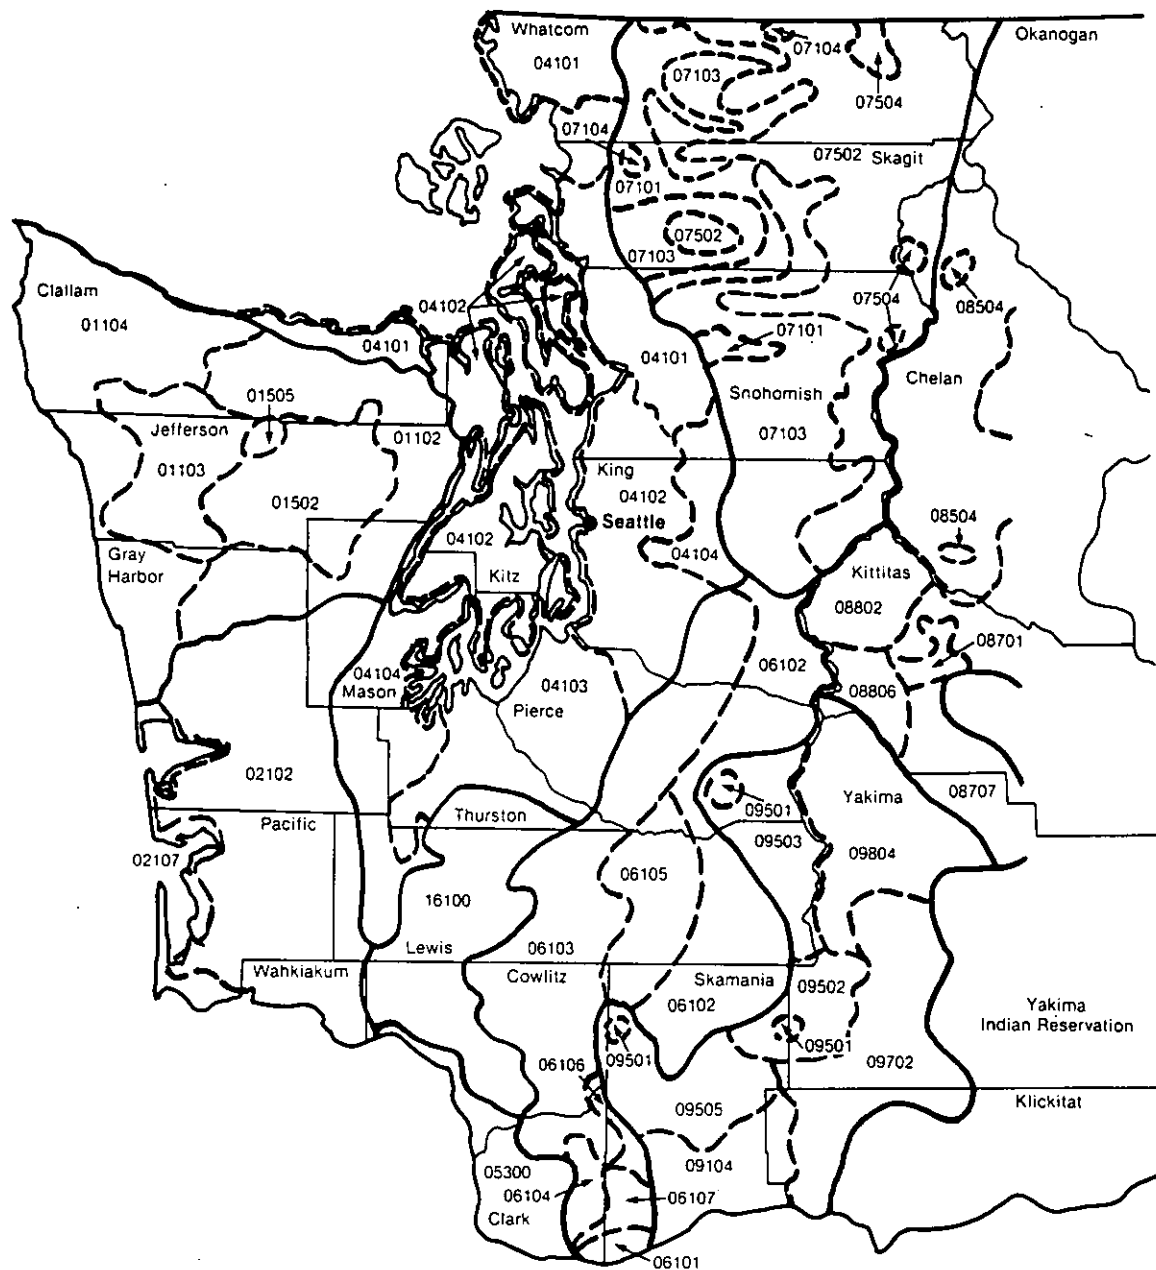 Whatcom
04101
Okanogan
07104
07103
07504
07104
07502
Skagit
07101
07502
07103
Clallam
01104
04102
04101
07504
08504
07101
04101
Chelan
01505
Snohomish
Jefferson
01102
07103
01103
King
01502
04102
Seattle
08504
04102
04104
Gray
Harbor
Kitz
Kittitas
08802
08701
06102
04104
Mason
04103
08806
Pierce
02102
Yakima
08707
Pacific
Thurston
09501
09503
02107
09804
06105
16100
Lewis
06103
Wahkiakum
Cowlitz
Skamania
09502
06102
Yakima
Indian Reservation
06106
09501
09501
09702
09505
Klickitat
05300
09104
06104
06107
Clark
06101